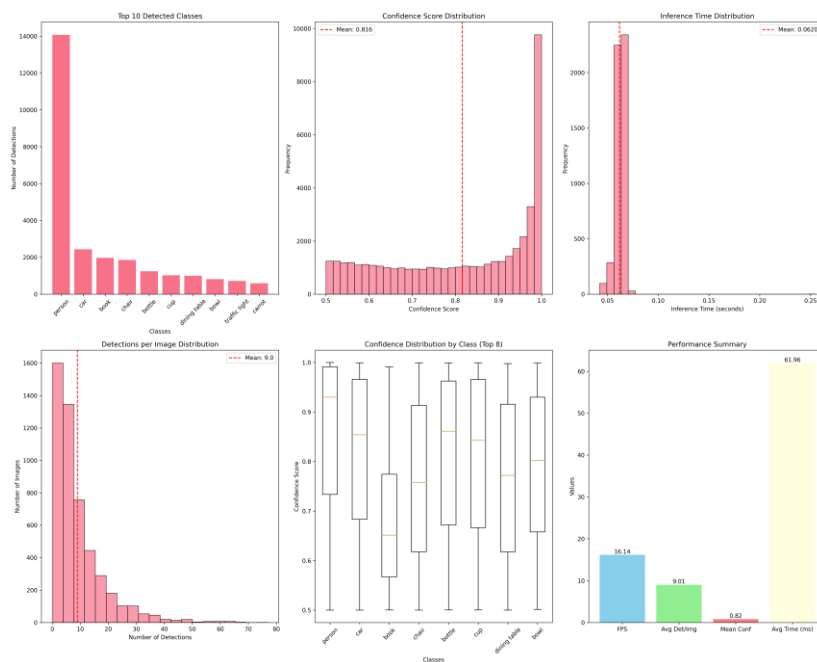 Top 10 Detected Classes
14000
12000
10000
8000
6000
4000
2000
0
Number of Detections
person
car
book
chair
bottle
cup
dining table
bowl
traffic light
carrot
Classes
Confidence Score Distribution
Mean: 0.816
10000
8000
6000
4000
2000
0
Frequency
0.5
0.6
0.7
0.8
0.9
1.0
Confidence Score
Inference Time Distribution
Mean: 0.0620
2000
1500
1000
500
0
Frequency
0.05
0.10
0.15
0.20
0.25
Inference Time (seconds)
Detections per Image Distribution
Mean: 9.0
1600
1400
1200
1000
800
600
400
200
0
Number of Images
0
10
20
30
40
50
60
70
80
Number of Detections
Confidence Distribution by Class (Top 8)
1.0
0.9
0.8
0.7
0.6
0.5
Confidence Score
person
car
book
chair
bottle
cup
dining table
bowl
Classes
Performance Summary
60
50
40
30
20
10
0
Values
16.14
9.01
0.82
61.96
FPS
Avg Det/Img
Mean Conf
Avg Time (ms)